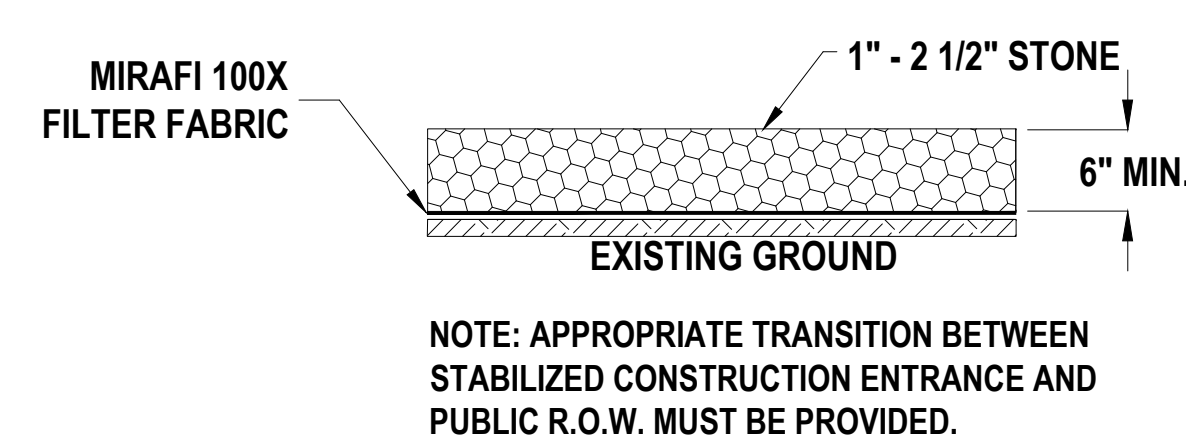 MIRAFI 100X
FILTER FABRIC
1" - 2 1/2" STONE
6" MIN.
EXISTING GROUND
NOTE: APPROPRIATE TRANSITION BETWEEN
STABILIZED CONSTRUCTION ENTRANCE AND
PUBLIC R.O.W. MUST BE PROVIDED.